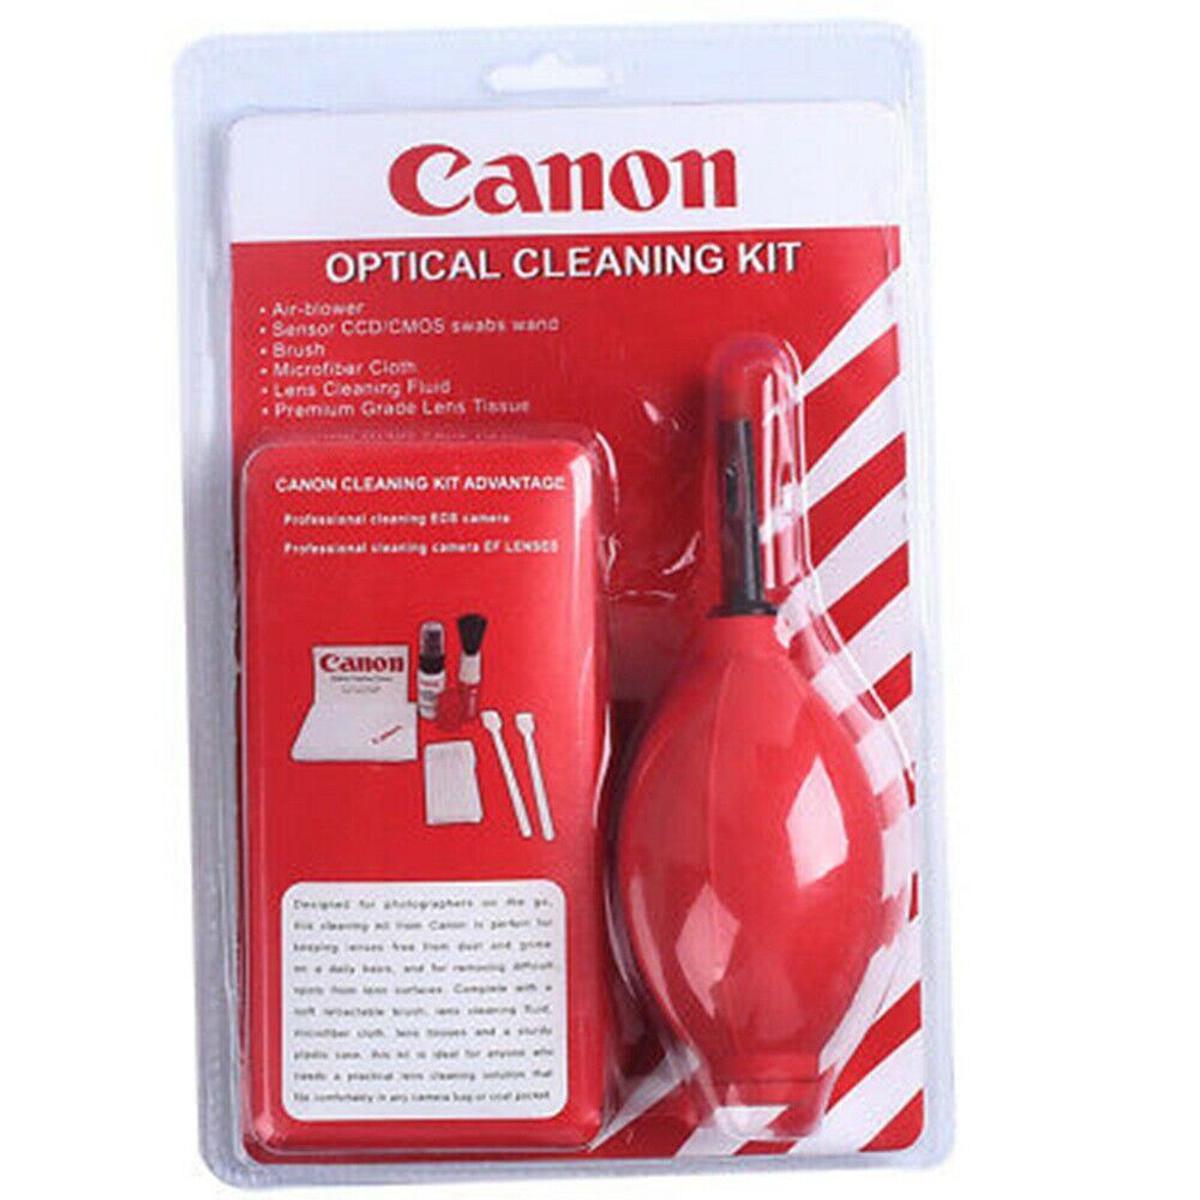 Canon
OPTICAL CLEANING KIT
• Air-blower
• Sensor CCD/CMOS swabs wand
• Brush
• Microfiber Cloth
• Lens Cleaning Fluid
• Premium Grade Lens Tissue
CANON CLEANING KIT ADVANTAGE
Professional cleaning EOS camera
Professional cleaning camera EF LENSES
Canon
Canon
Designed for photographers on the go,
this cleaning kit from Canon is perfect for
keeping lenses free from dust and grime
on a daily basis, and for removing difficult
spots from lens surfaces. Complete with a
soft retractable brush, lens cleaning fluid,
microfiber cloth, lens tissues and a sturdy
plastic case, this kit is ideal for anyone who
needs a practical lens cleaning solution that
fits comfortably in any camera bag or coat pocket.